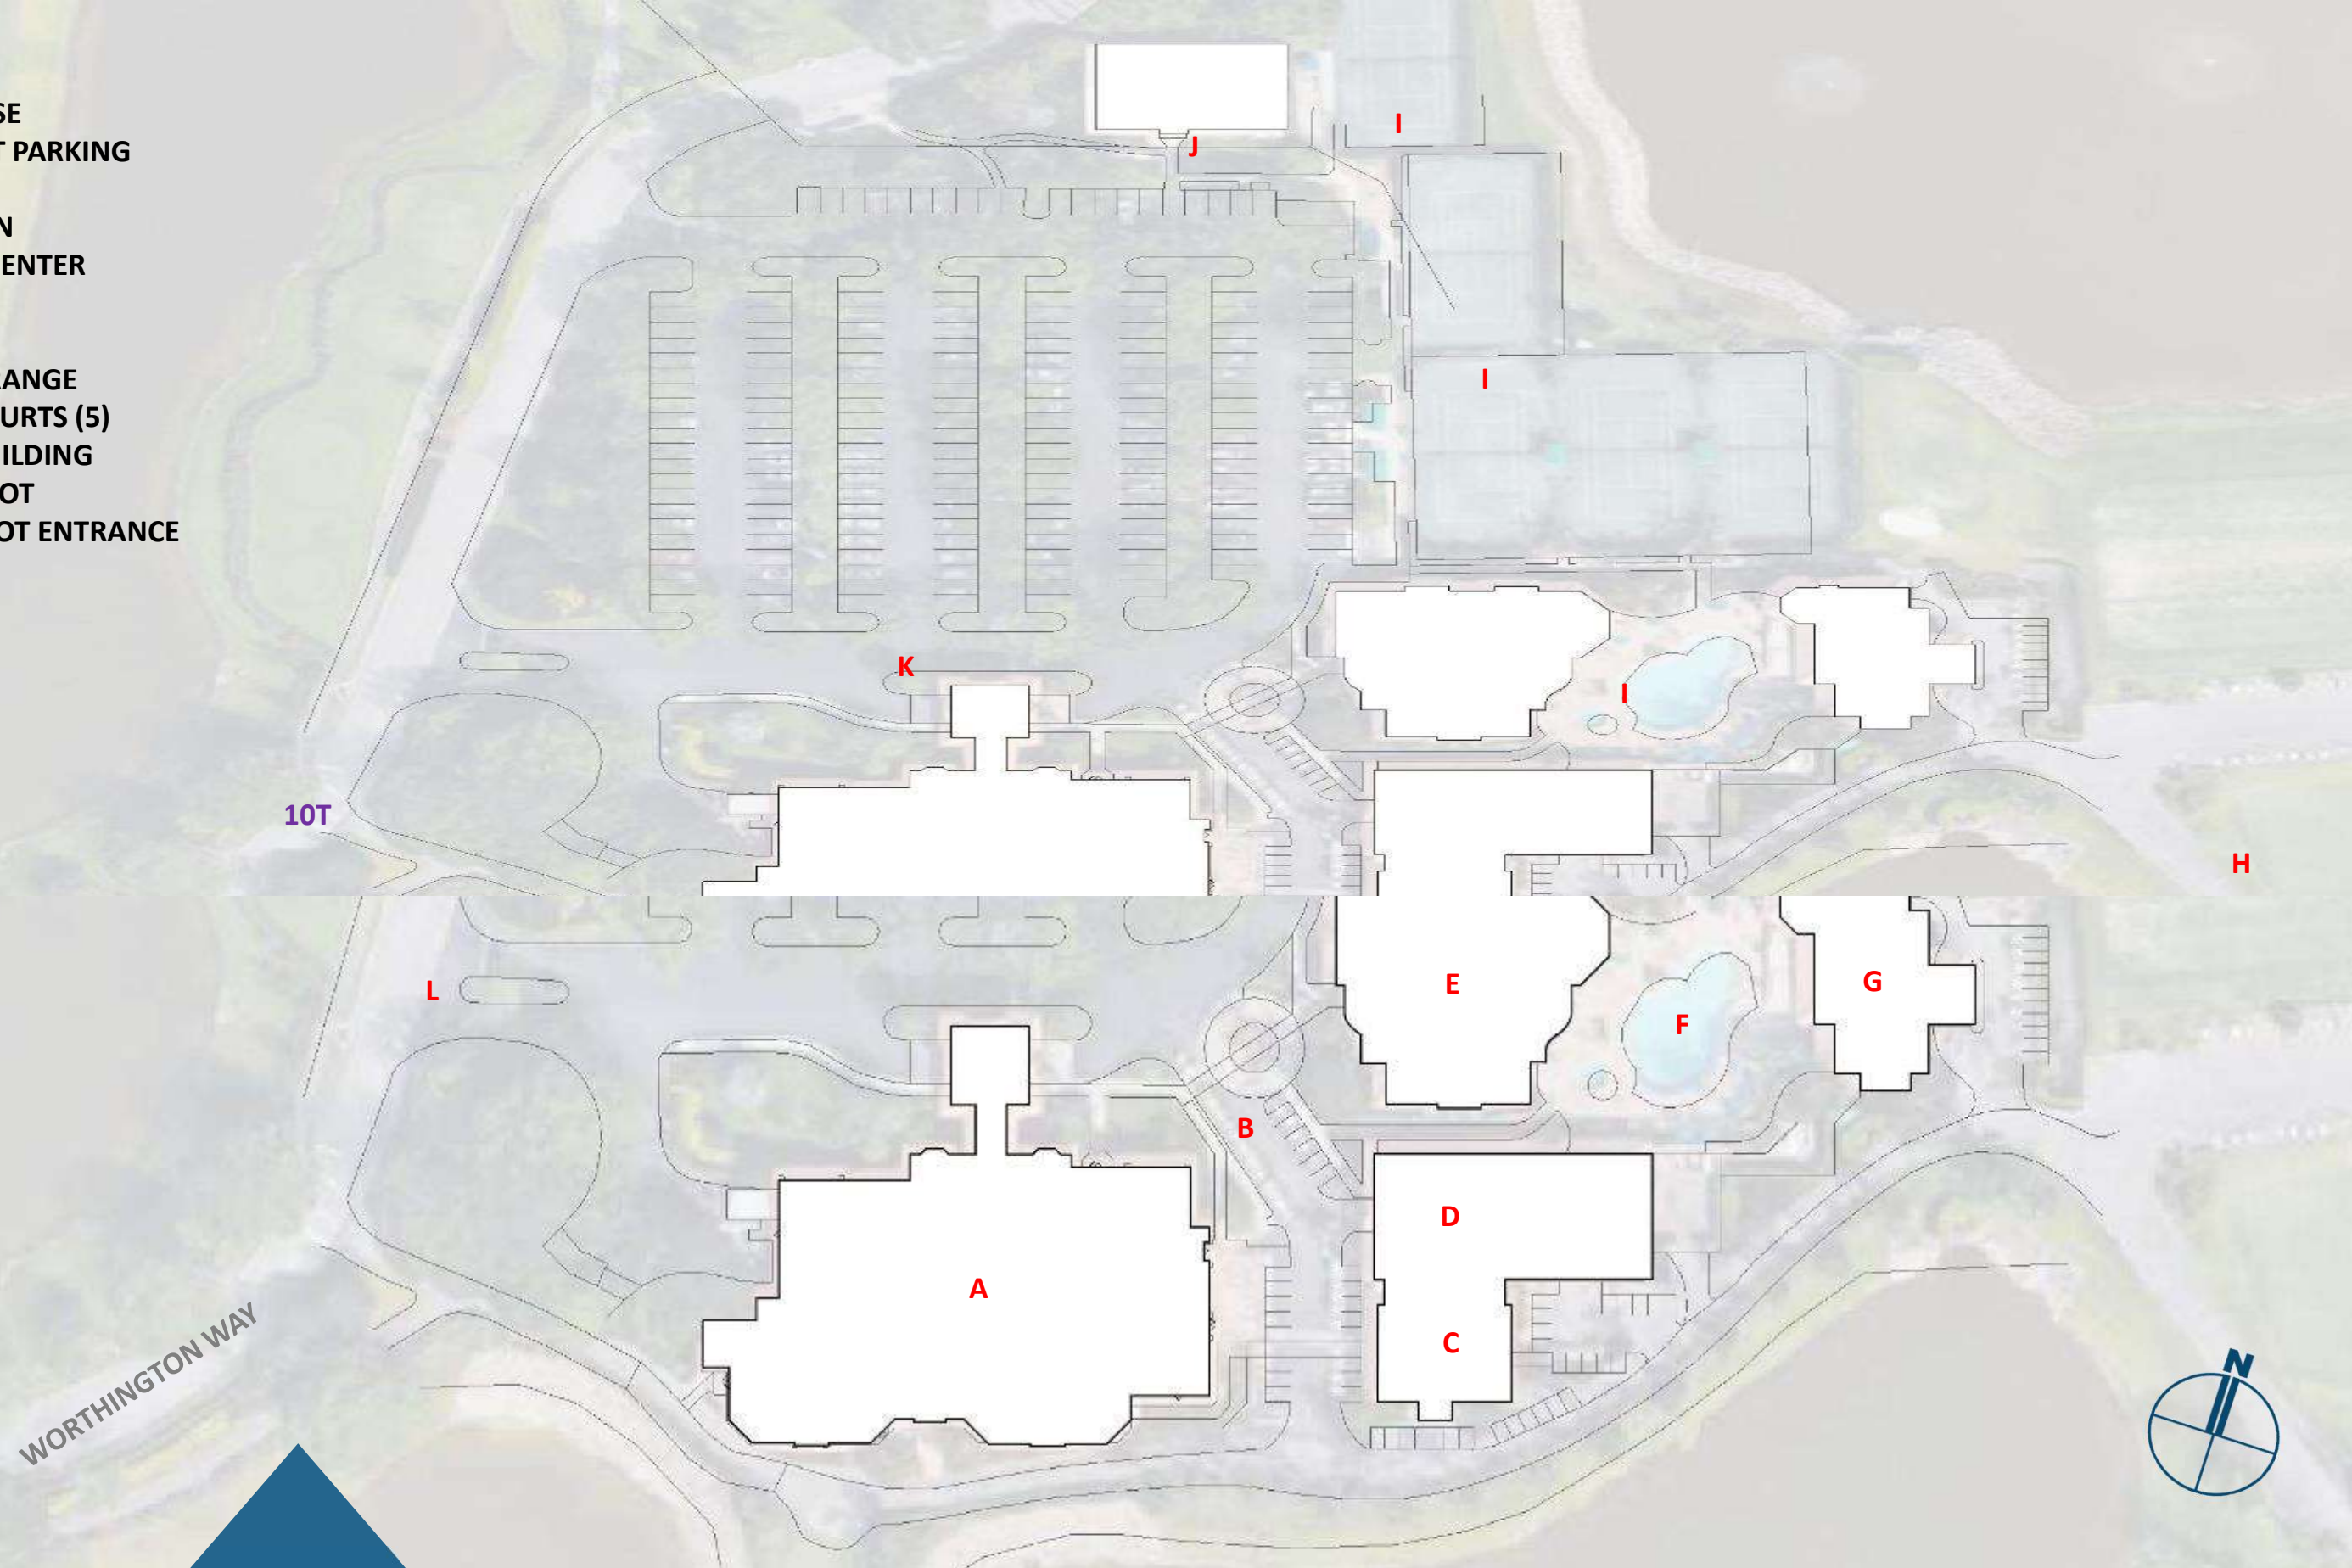 SE
T PARKING
N
ENTER
ANGE
URTS (5)
ILDING
OT
OT ENTRANCE
I
J
I
K
I
10T
H
L
E
G
F
B
D
A
C
WORTHINGTON WAY
N